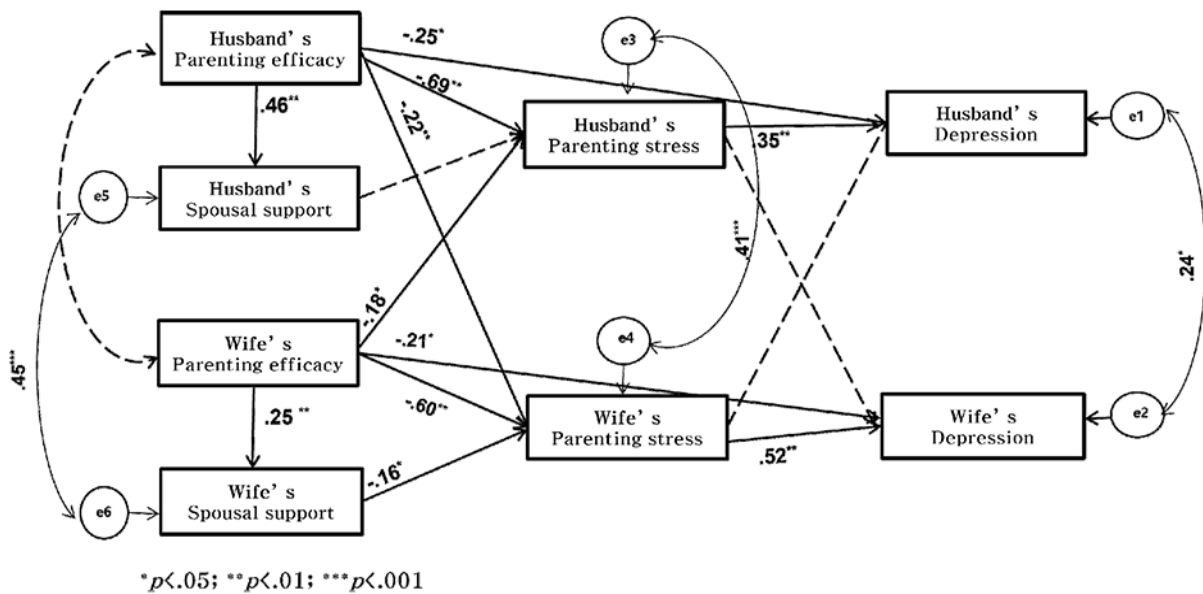 Husband's
Parenting efficacy
-.25*
e3
-.69**
-.22**
.46**
Husband's
Parenting stress
.35**
Husband's
Depression
e1
e5
Husband's
Spousal support
.41***
.24*
-.18*
Wife's
Parenting efficacy
-.21*
e4
.45***
-.60**
.25 **
Wife's
Parenting stress
.52**
Wife's
Depression
e2
-.16*
e6
Wife's
Spousal support
*p<.05; **p<.01; ***p<.001